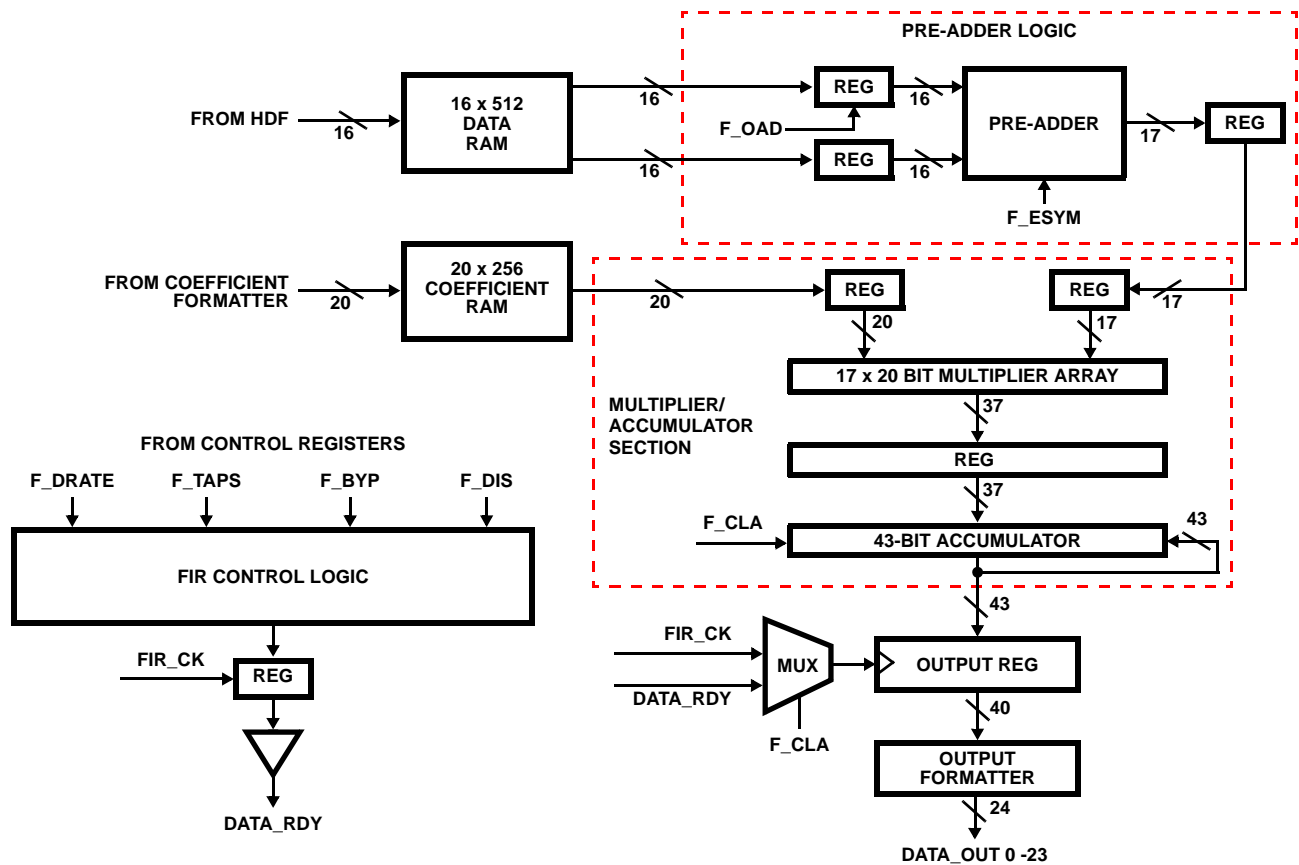 PRE-ADDER LOGIC
FROM HDF
16
16 x 512
DATA
RAM
16
16
REG
F_OAD
REG
16
16
PRE-ADDER
F_ESYM
17
REG
FROM COEFFICIENT
FORMATTER
20
20 x 256
COEFFICIENT
RAM
20
REG
REG
17
20
17
17 x 20 BIT MULTIPLIER ARRAY
MULTIPLIER/
ACCUMULATOR
SECTION
37
REG
37
F_CLA
43-BIT ACCUMULATOR
43
43
FROM CONTROL REGISTERS
F_DRATE
F_TAPS
F_BYP
F_DIS
FIR CONTROL LOGIC
FIR_CK
REG
DATA_RDY
FIR_CK
DATA_RDY
MUX
F_CLA
OUTPUT REG
40
OUTPUT
FORMATTER
24
DATA_OUT 0 -23